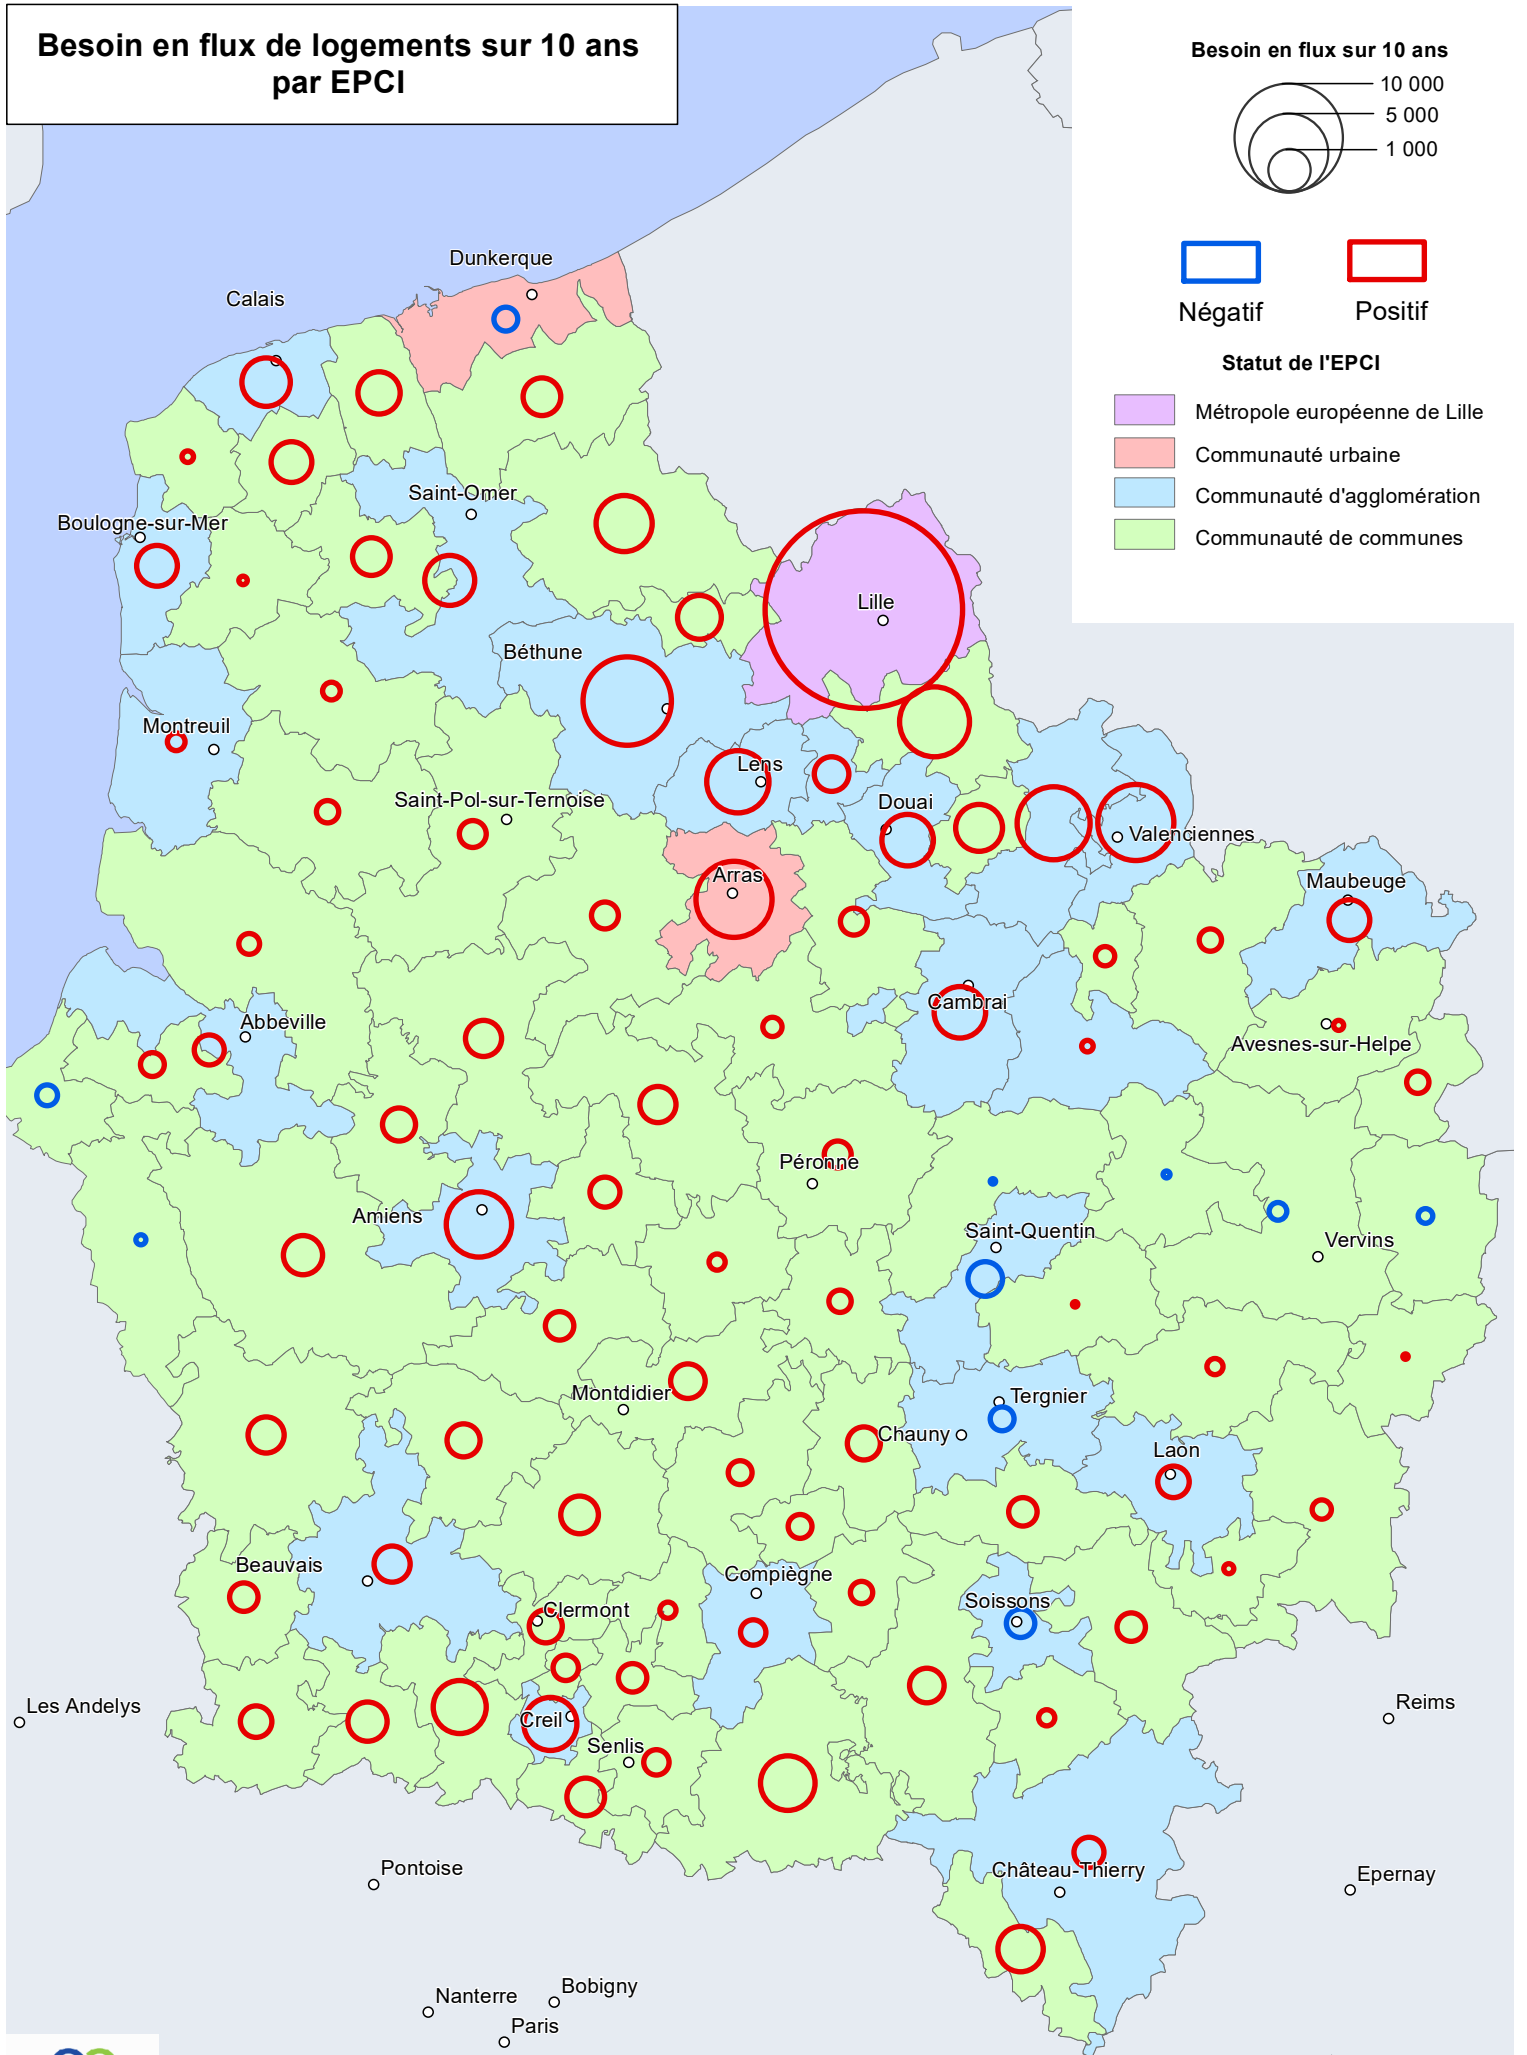 Besoin en flux de logements sur 10 ans
par EPCI
Besoin en flux sur 10 ans
10 000
5 000
1 000
Négatif
Positif
Statut de l'EPCI
Métropole européenne de Lille
Communauté urbaine
Communauté d'agglomération
Communauté de communes
Dunkerque
Calais
Saint-Omer
Boulogne-sur-Mer
Lille
Béthune
Montreuil
Lens
Saint-Pol-sur-Ternoise
Douai
Valenciennes
Arras
Maubeuge
Cambrai
Abbeville
Avesnes-sur-Helpe
Péronne
Amiens
Saint-Quentin
Vervins
Montdidier
Tergnier
Chauny
Laon
Beauvais
Compiègne
Clermont
Soissons
Les Andelys
Creil
Reims
Senlis
Pontoise
Château-Thierry
Epernay
Nanterre
Bobigny
Paris